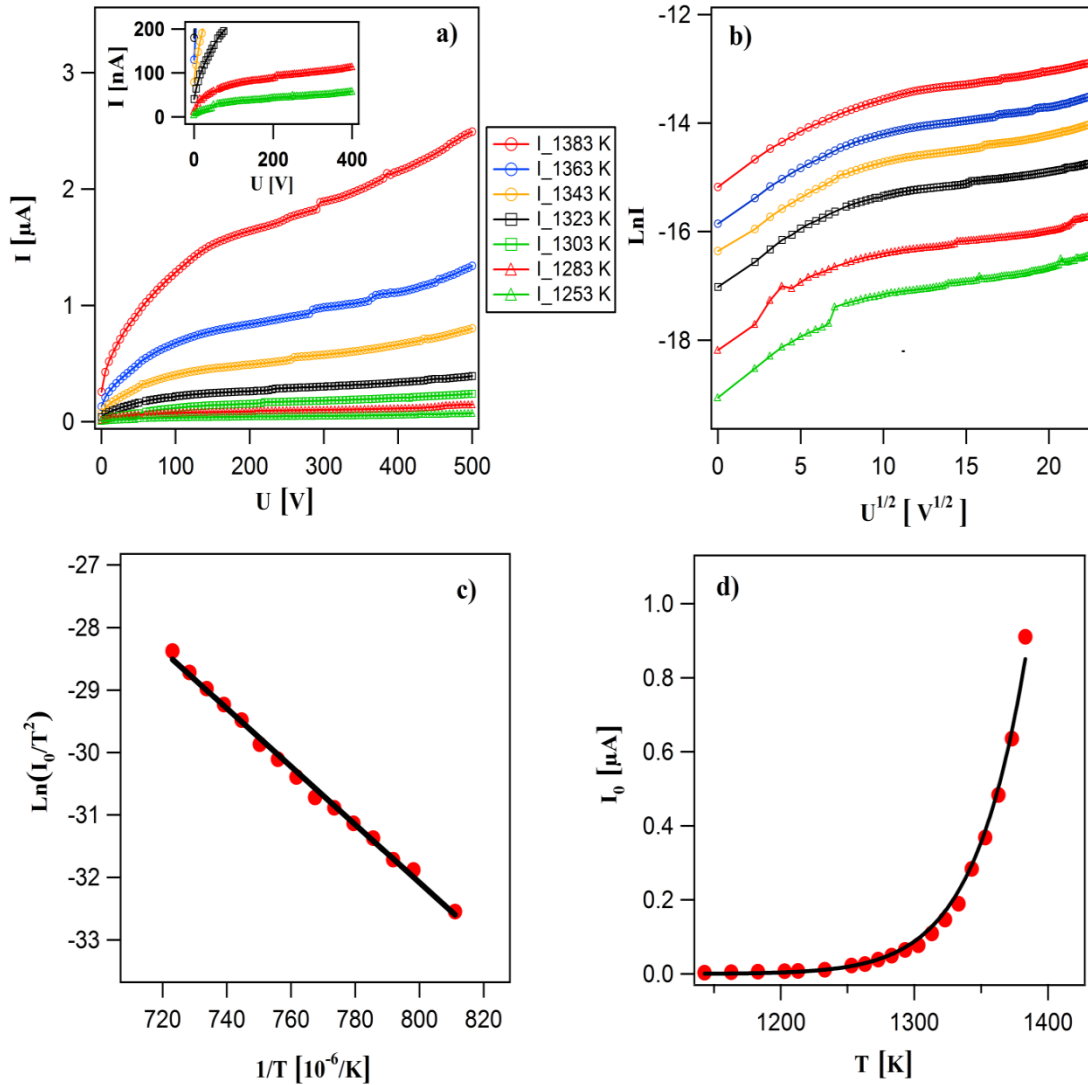 a)
I [µA]
3
2
1
0
0
100
200
300
400
500
U [V]
I [nA]
200
100
0
0
200
400
U [V]
I_1383 K
I_1363 K
I_1343 K
I_1323 K
I_1303 K
I_1283 K
I_1253 K
b)
LnI
-12
-14
-16
-18
0
5
10
15
20
U^{1/2} [ V^{1/2}]
c)
Ln(I₀/T²)
-27
-28
-29
-30
-31
-32
-33
720
740
760
780
800
820
1/T [10⁻⁶/K]
d)
I₀ [µA]
1.0
0.8
0.6
0.4
0.2
0.0
1200
1300
1400
T [K]